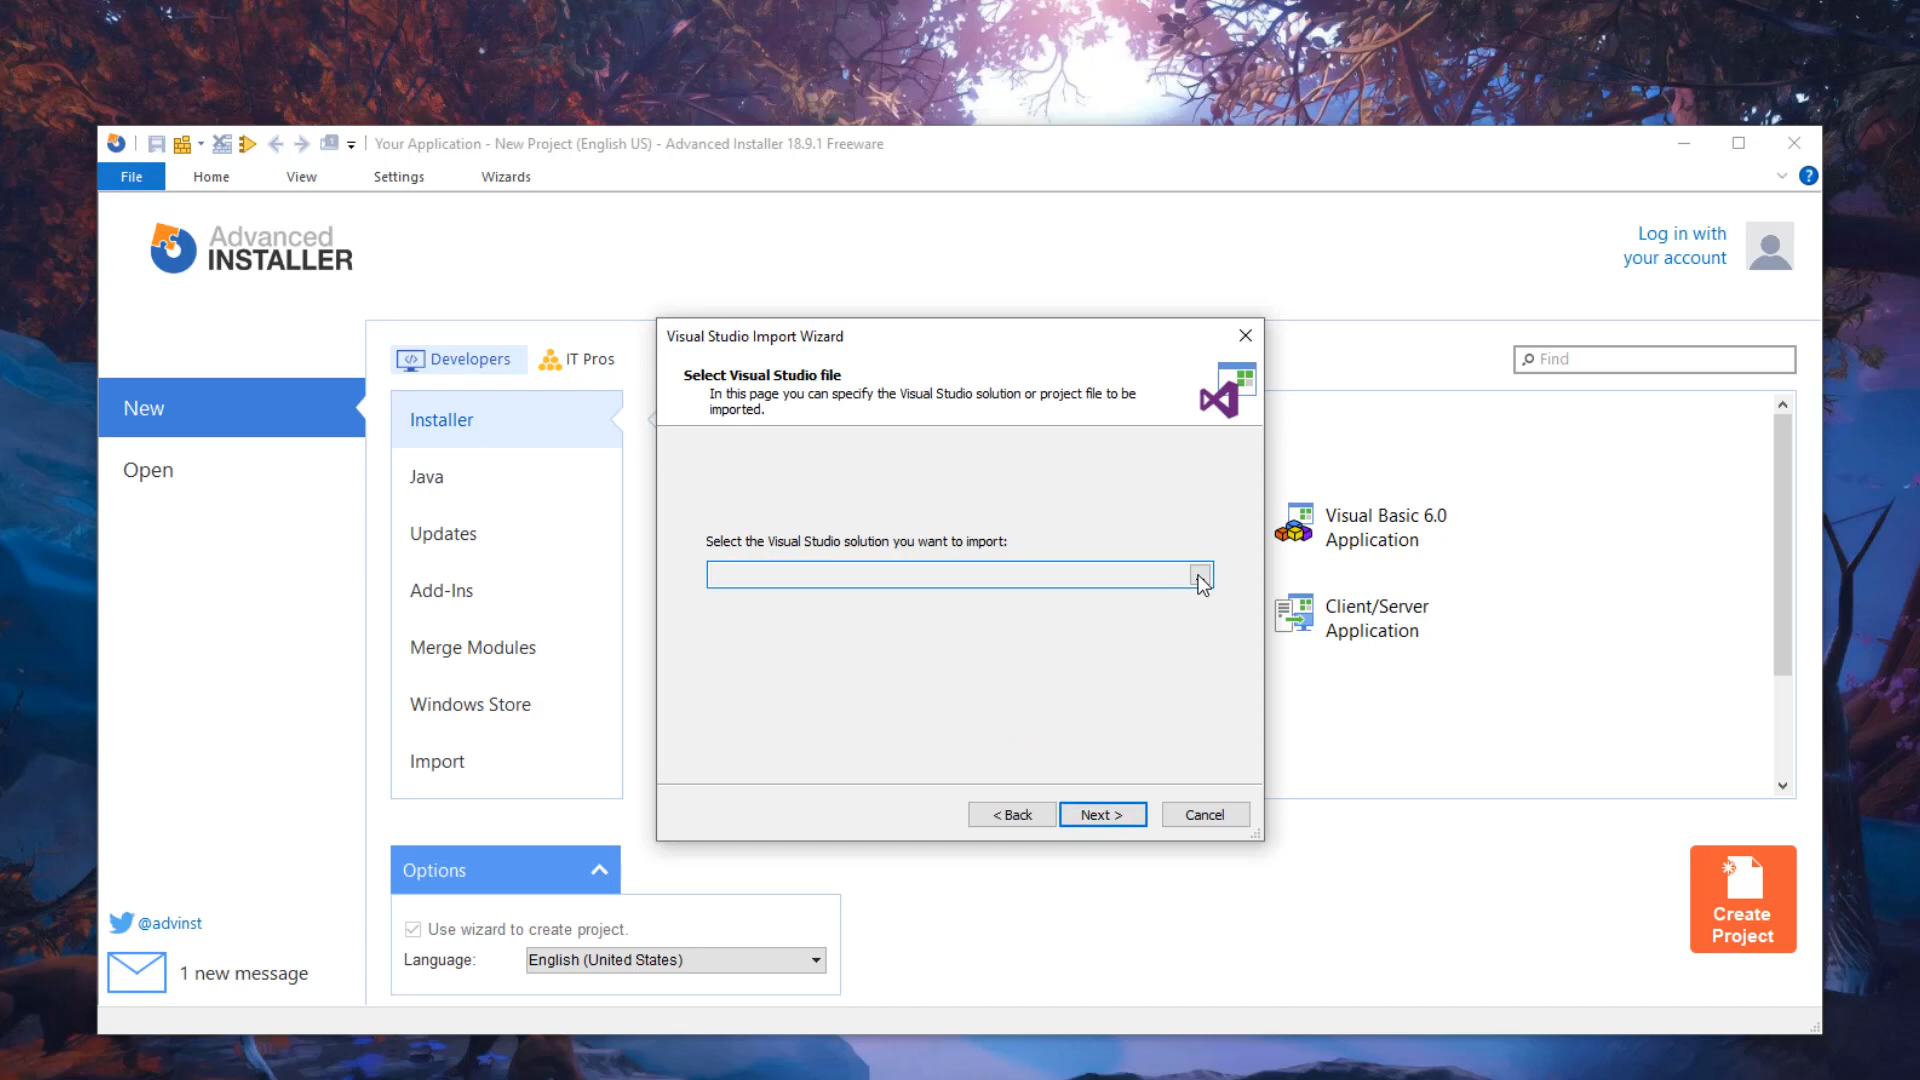 Your Application - New Project (English US) - Advanced Installer 18.9.1 Freeware
File
Home
View
Settings
Wizards
?
Advanced
INSTALLER
Log in with
your account
Developers
IT Pros
Find
New
Open
Installer
Java
Updates
Add-Ins
Merge Modules
Windows Store
Import
Visual Studio Import Wizard
Select Visual Studio file
In this page you can specify the Visual Studio solution or project file to be
imported.
Select the Visual Studio solution you want to import:
< Back
Next >
Cancel
Visual Basic 6.0
Application
Client/Server
Application
Options
Use wizard to create project.
Language:
English (United States)
@advinst
1 new message
Create
Project